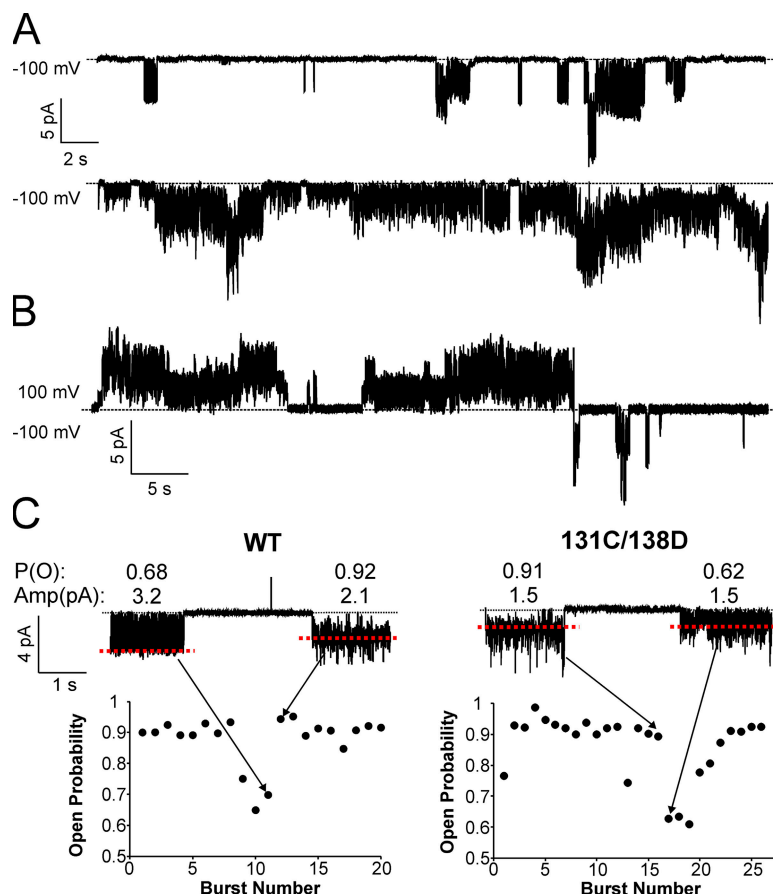 A
-100 mV
5 pA
2 s
-100 mV
B
100 mV
-100 mV
5 pA
5 s
C
WT 131C/138D
P(O): 0.68 0.92 0.91 0.62
Amp(pA): 3.2 2.1 1.5 1.5
4 pA
1 s
Open Probability
1
0.9
0.8
0.7
0.6
0.5
0 5 10 15 20
Burst Number
Open Probability
1
0.9
0.8
0.7
0.6
0.5
0 5 10 15 20 25
Burst Number